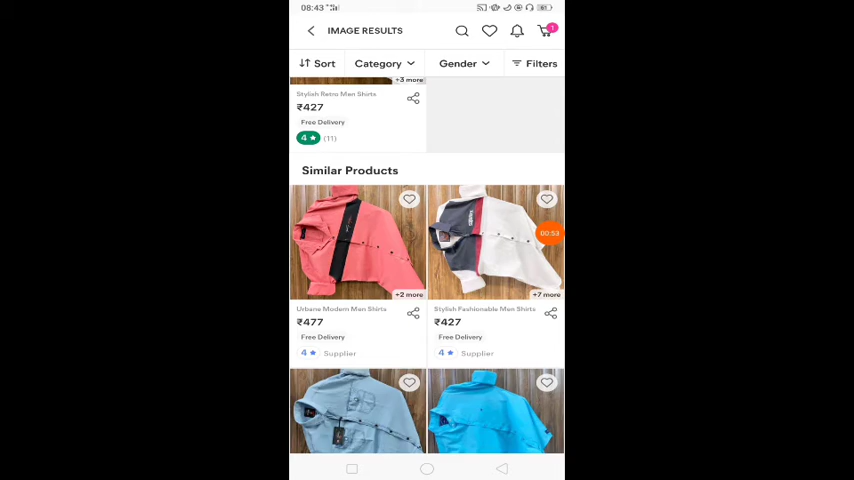 08:43
61
IMAGE RESULTS
1
Sort
Category
Gender
Filters
+3 more
Stylish Retro Men Shirts
₹427
Free Delivery
4 ★ (11)
Similar Products
00:53
+2 more
+7 more
Urbane Modern Men Shirts
Stylish Fashionable Men Shirts
₹477
₹427
Free Delivery
Free Delivery
4 ★ Supplier
4 ★ Supplier